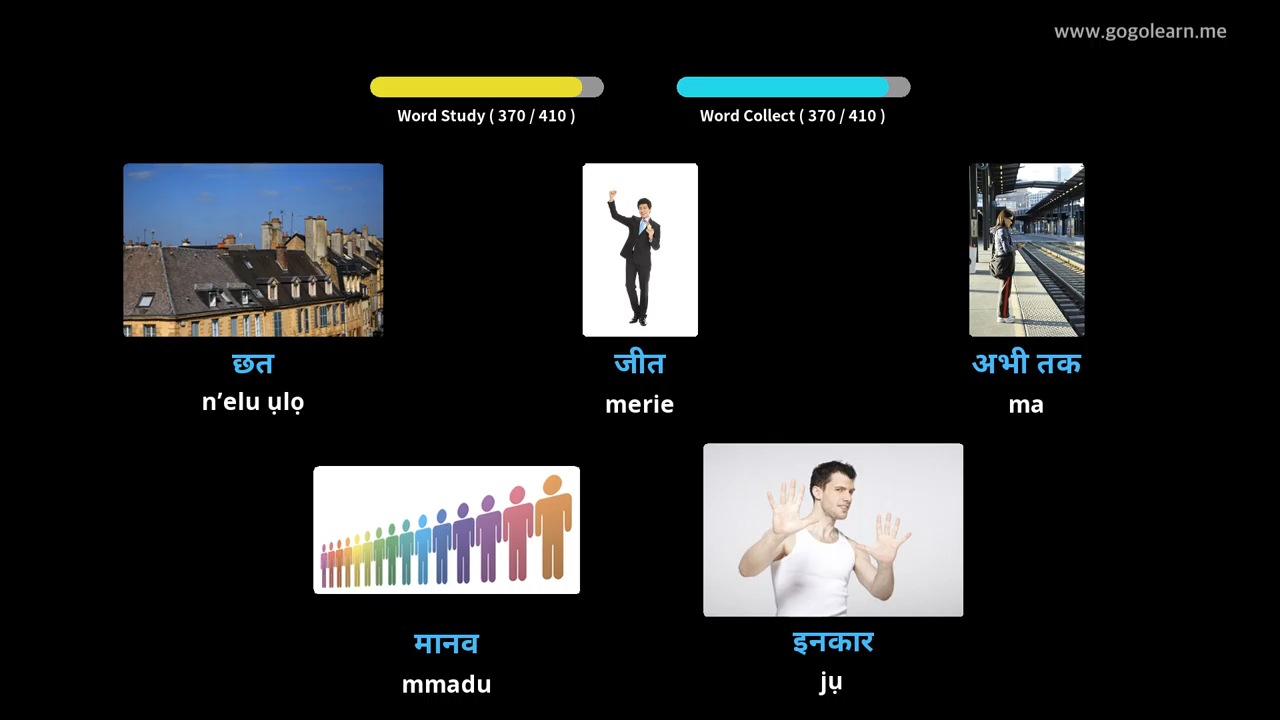 www.gogolearn.me
Word Study ( 370 / 410 )
Word Collect ( 370 / 410 )
छत
n’elu ụlọ
जीत
merie
अभी तक
ma
मानव
mmadu
इनकार
jụ